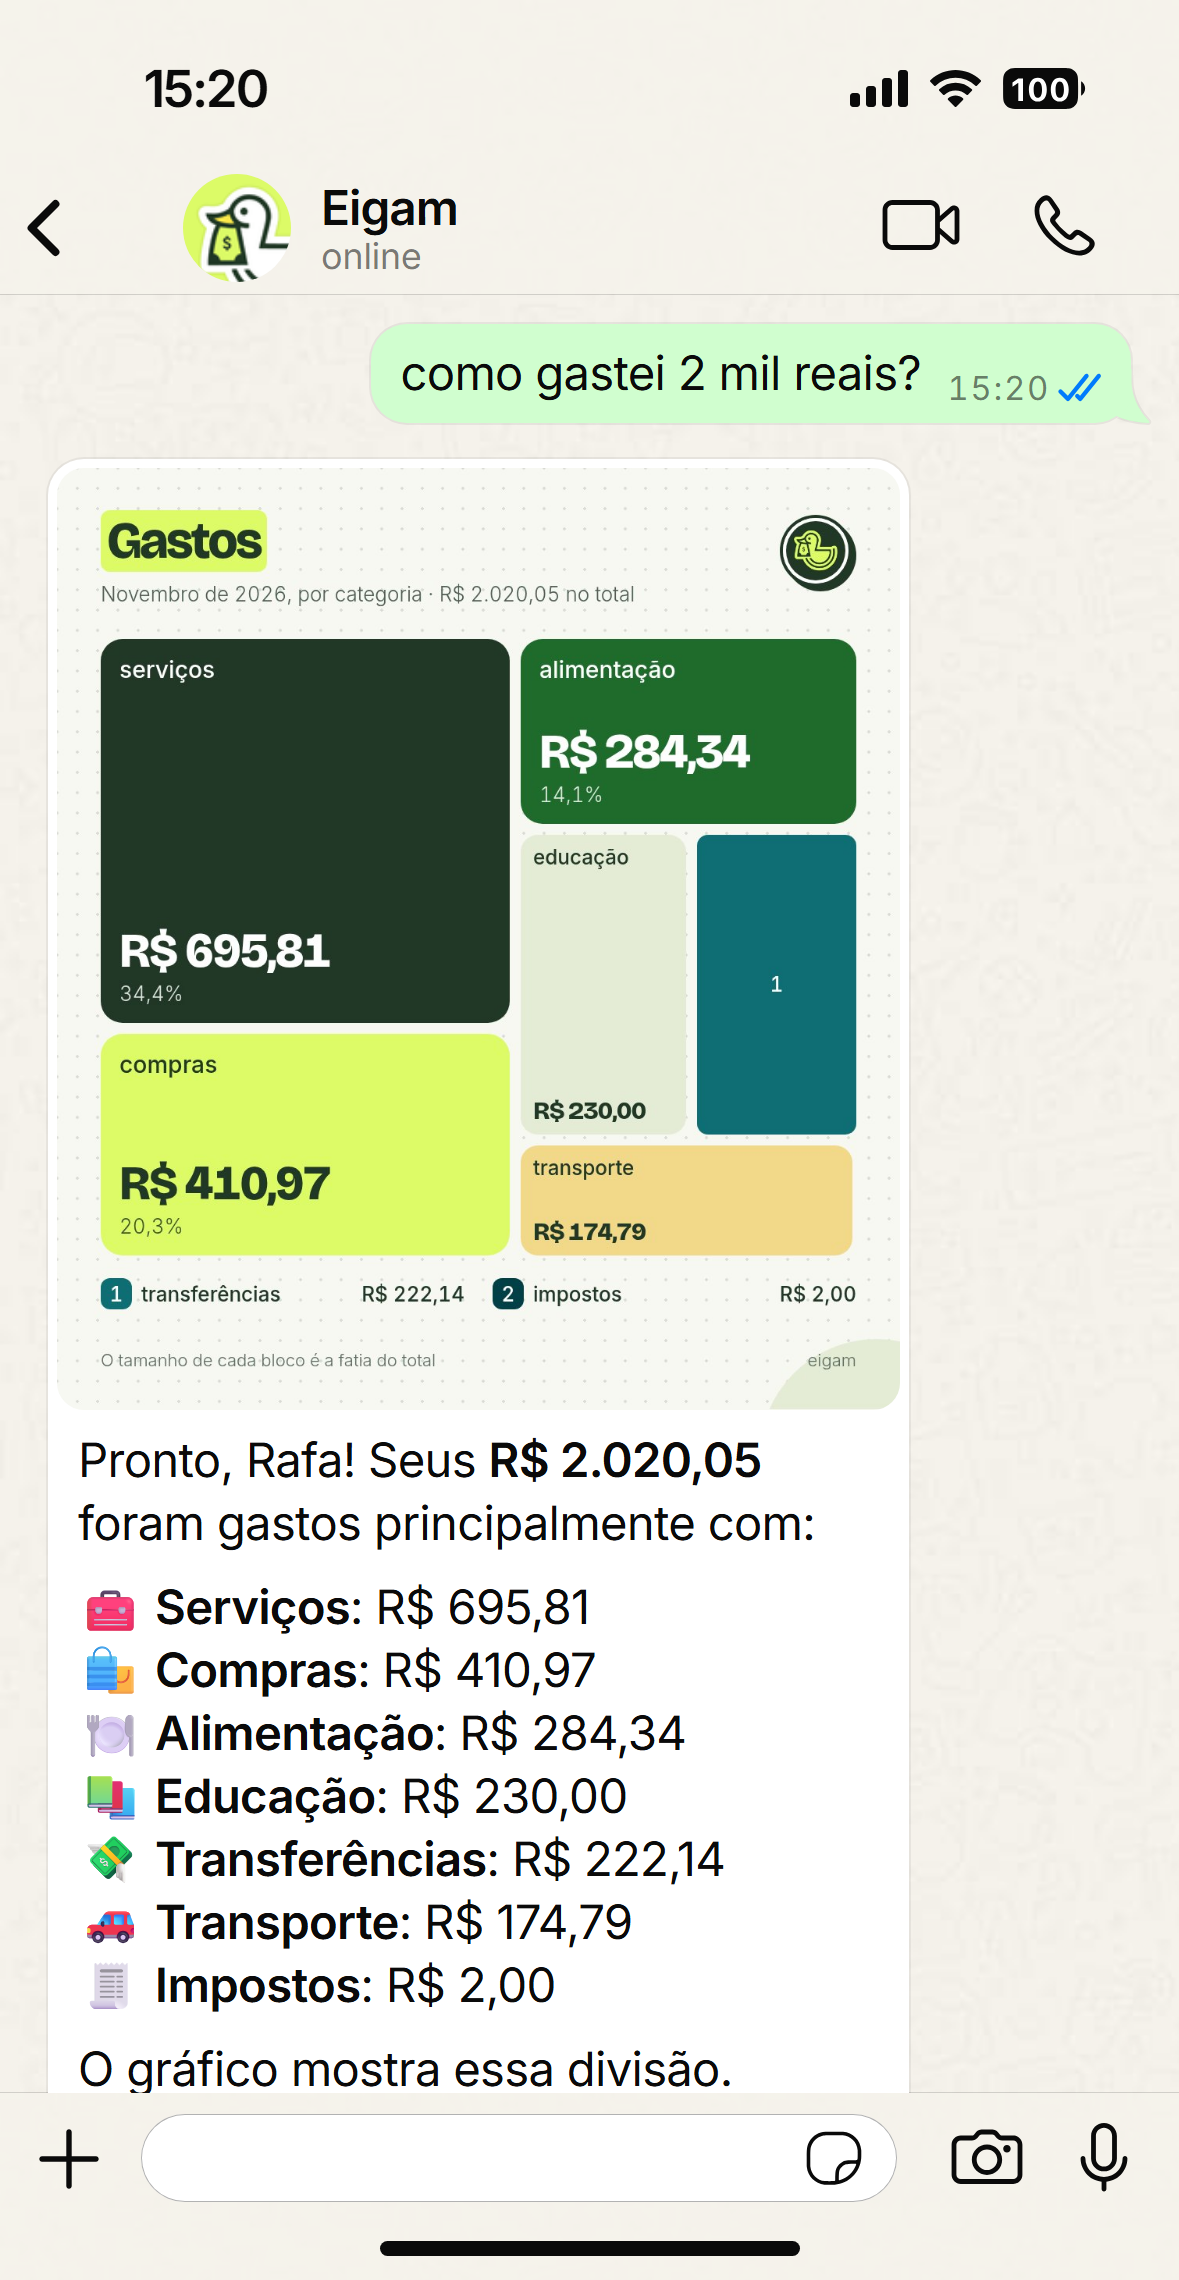 15:20
100
Eigam
online
como gastei 2 mil reais? 15:20
Gastos
$
Novembro de 2026, por categoria · R$ 2.020,05 no total
serviços
R$ 695,81
34,4%
alimentação
R$ 284,34
14,1%
educação
R$ 230,00
1
compras
R$ 410,97
20,3%
transporte
R$ 174,79
1 transferências R$ 222,14 2 impostos R$ 2,00
O tamanho de cada bloco é a fatia do total
eigam
Pronto, Rafa! Seus R$ 2.020,05
foram gastos principalmente com:
Serviços: R$ 695,81
Compras: R$ 410,97
Alimentação: R$ 284,34
Educação: R$ 230,00
Transferências: R$ 222,14
Transporte: R$ 174,79
Impostos: R$ 2,00
O gráfico mostra essa divisão.